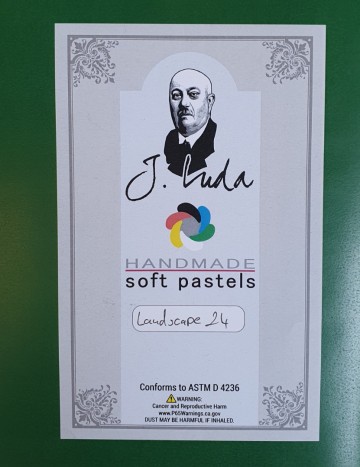 J. Luda
HANDMADE
soft pastels
Landscape 24
Conforms to ASTM D 4236
WARNING:
Cancer and Reproductive Harm
www.P65Warnings.ca.gov
DUST MAY BE HARMFUL IF INHALED.